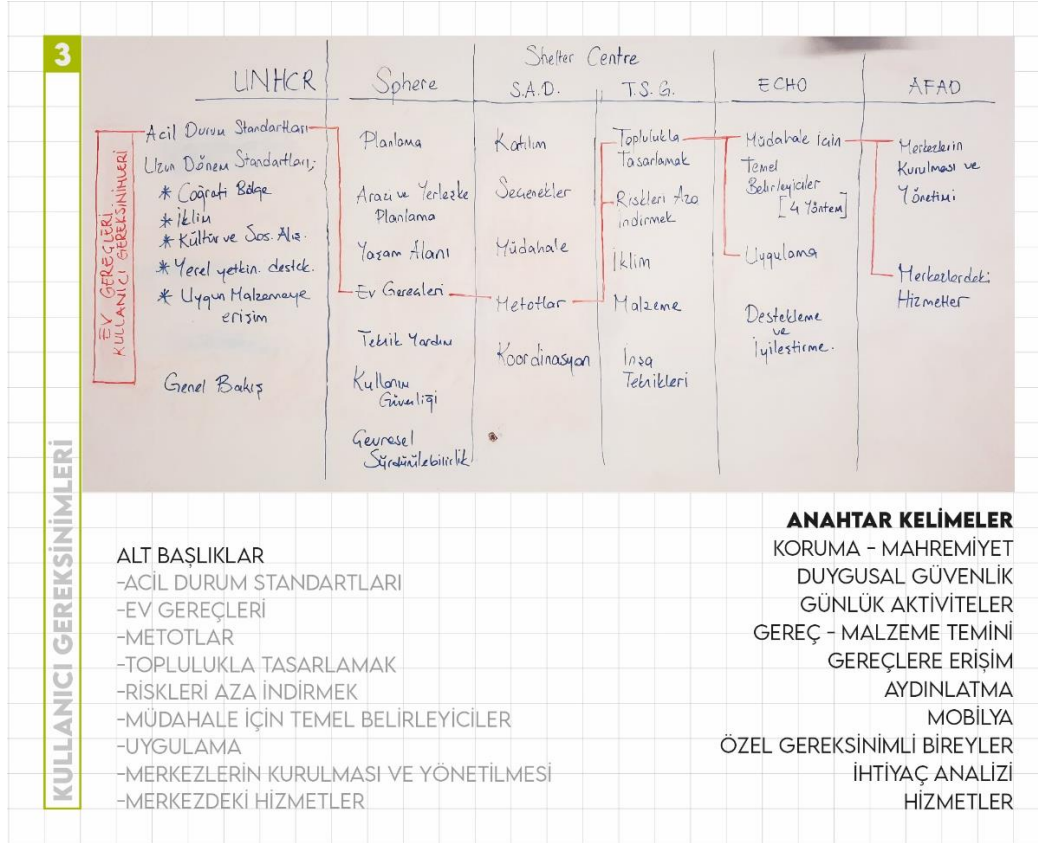 3
Shelter Centre
UNHCR
Sphere
S.A.D.
T.S.G.
ECHO
AFAD
EV GEREÇLERİ
KULLANICI GEREKSİNİMLERİ
Acil Durum Standartları
Uzun Dönem Standartları;
* Coğrafi Bölge
* İklim
* Kültür ve Sos. Alış.
* Yerel yetkin. destek.
* Uygun Malzemeye
erişim
Genel Bakış
Planlama
Arazi ve Yerleşke
Planlama
Yaşam Alanı
Ev Gereçleri
Teknik Yardım
Kullanım
Güvenliği
Çevresel
Sürdürülebilirlik
Katılım
Seçenekler
Müdahale
Metotlar
Koordinasyon
Toplulukla
Tasarlamak
Riskleri Aza
indirmek
İklim
Malzeme
İnşa
Teknikleri
Müdahale İçin
Temel
Belirleyiciler
[4 Yöntem]
Uygulama
Destekleme
ve
İyileştirme.
Merkezlerin
Kurulması ve
Yönetimi
Merkezlerdeki
Hizmetler
KULLANICI GEREKSİNİMLERİ
ALT BAŞLIKLAR
-ACİL DURUM STANDARTLARI
-EV GEREÇLERİ
-METOTLAR
-TOPLULUKLA TASARLAMAK
-RİSKLERİ AZA İNDİRMEK
-MÜDAHALE İÇİN TEMEL BELİRLEYİCİLER
-UYGULAMA
-MERKEZLERİN KURULMASI VE YÖNETİLMESİ
-MERKEZDEKİ HİZMETLER
ANAHTAR KELİMELER
KORUMA - MAHREMİYET
DUYGUSAL GÜVENLİK
GÜNLÜK AKTİVİTELER
GEREÇ - MALZEME TEMİNİ
GEREÇLERE ERİŞİM
AYDINLATMA
MOBİLYA
ÖZEL GEREKSİNİMLİ BİREYLER
İHTİYAÇ ANALİZİ
HİZMETLER